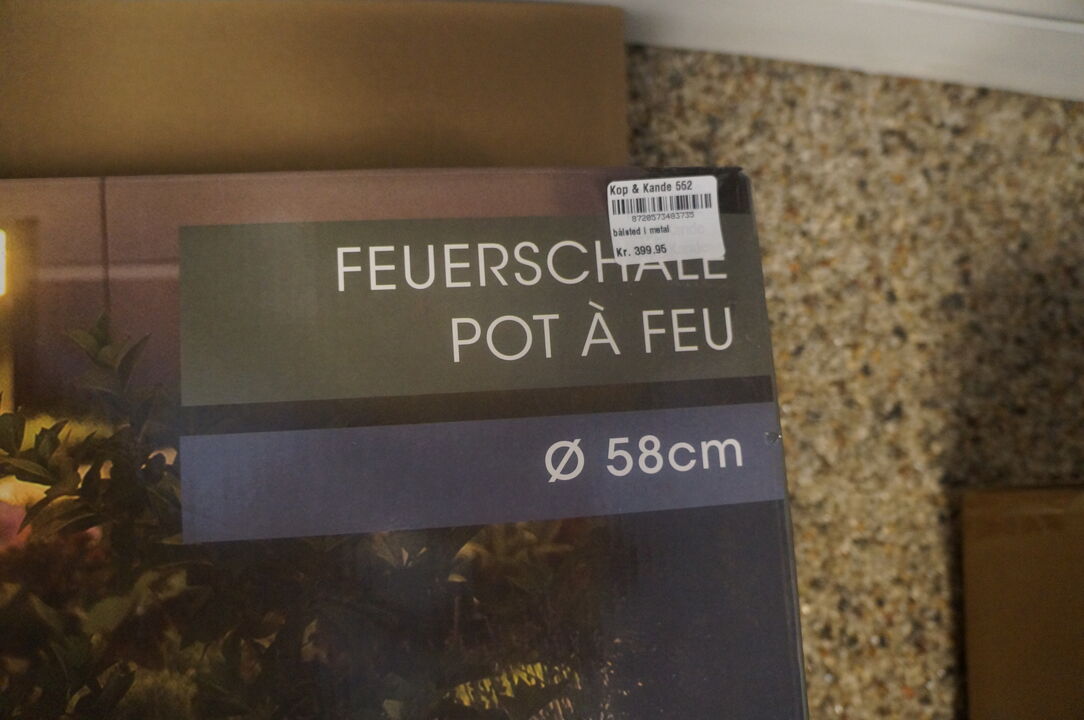 Kop & Kande 552
8720573483735
bålsted i metal
Kr. 399.95
FEUERSCHALE
POT À FEU
Ø 58cm